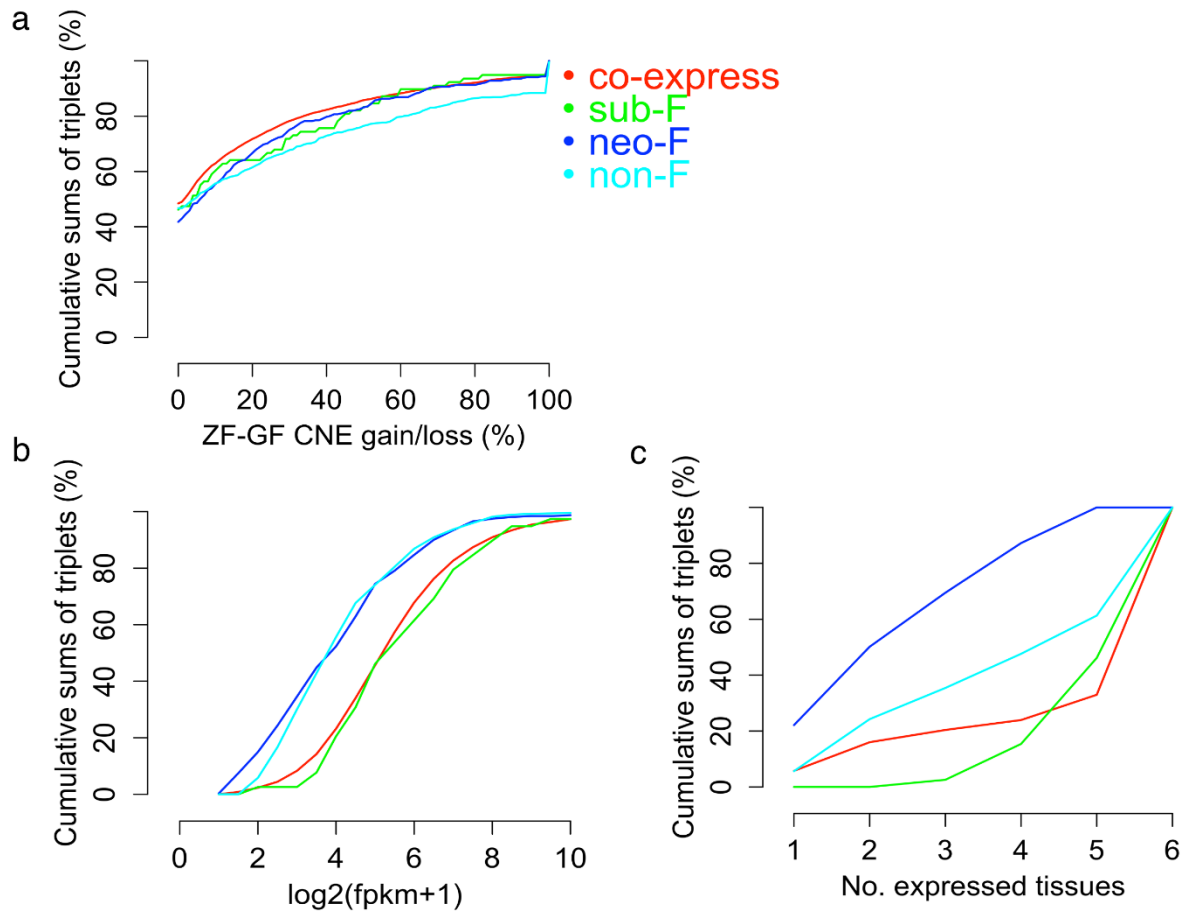 a
Cumulative sums of triplets (%)
0 20 40 60 80
0 20 40 60 80 100
ZF-GF CNE gain/loss (%)
co-express
sub-F
neo-F
non-F
b
Cumulative sums of triplets (%)
0 20 40 60 80
0 2 4 6 8 10
log2(fpkm+1)
c
Cumulative sums of triplets (%)
0 20 40 60 80
1 2 3 4 5 6
No. expressed tissues